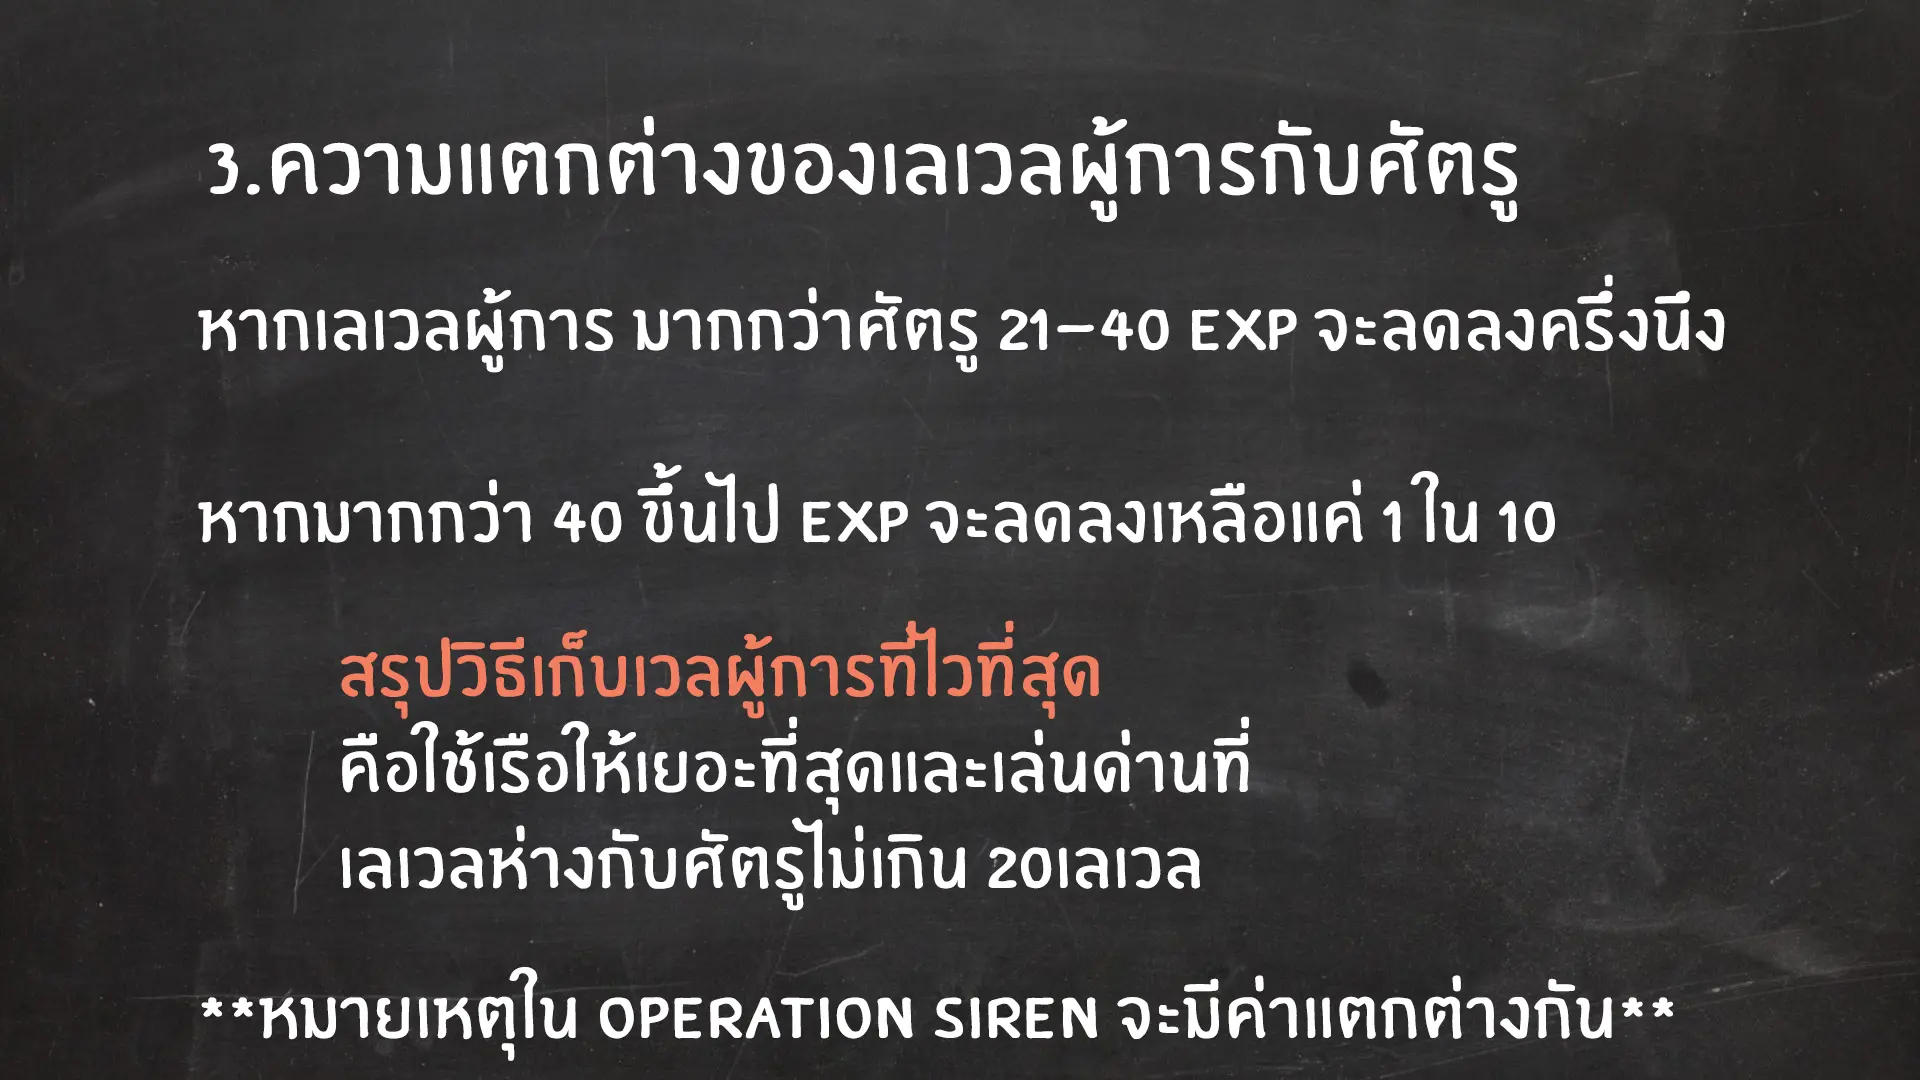 3.ความแตกต่างของเลเวลผู้การกับศัตรู
หากเลเวลผู้การ มากกว่าศัตรู 21-40 EXP จะลดลงครึ่งนึง
หากมากกว่า 40 ขึ้นไป EXP จะลดลงเหลือแค่ 1 ใน 10
สรุปวิธีเก็บเวลผู้การที่ไวที่สุด
คือใช้เรือให้เยอะที่สุดและเล่นด่านที่
เลเวลห่างกับศัตรูไม่เกิน 20เลเวล
**หมายเหตุใน OPERATION SIREN จะมีค่าแตกต่างกัน**